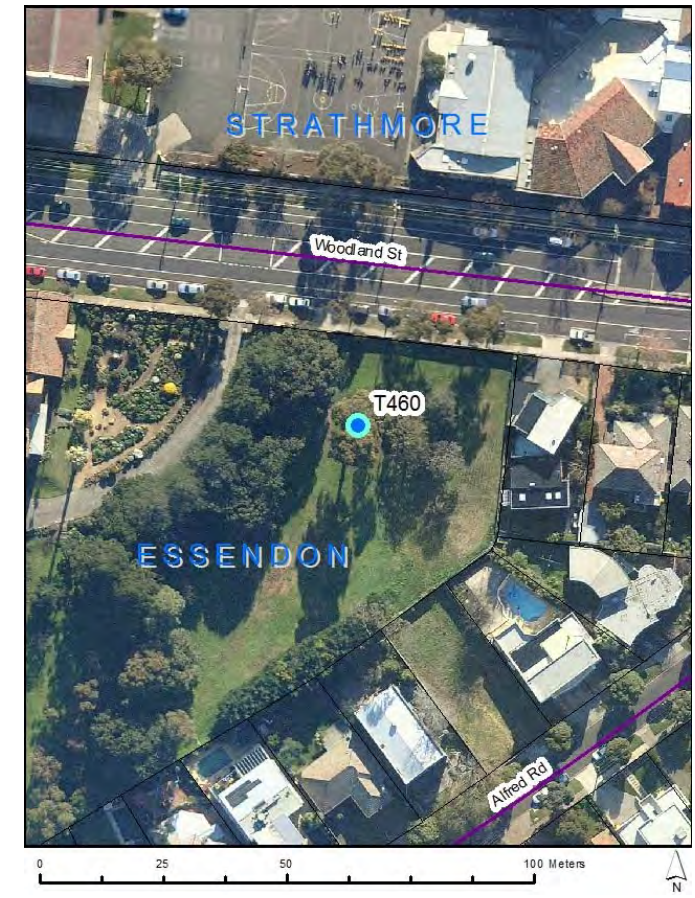 STRATHMORE
Woodland St
T460
ESSENDON
Alfred Rd
0 25 50 100 Meters
N